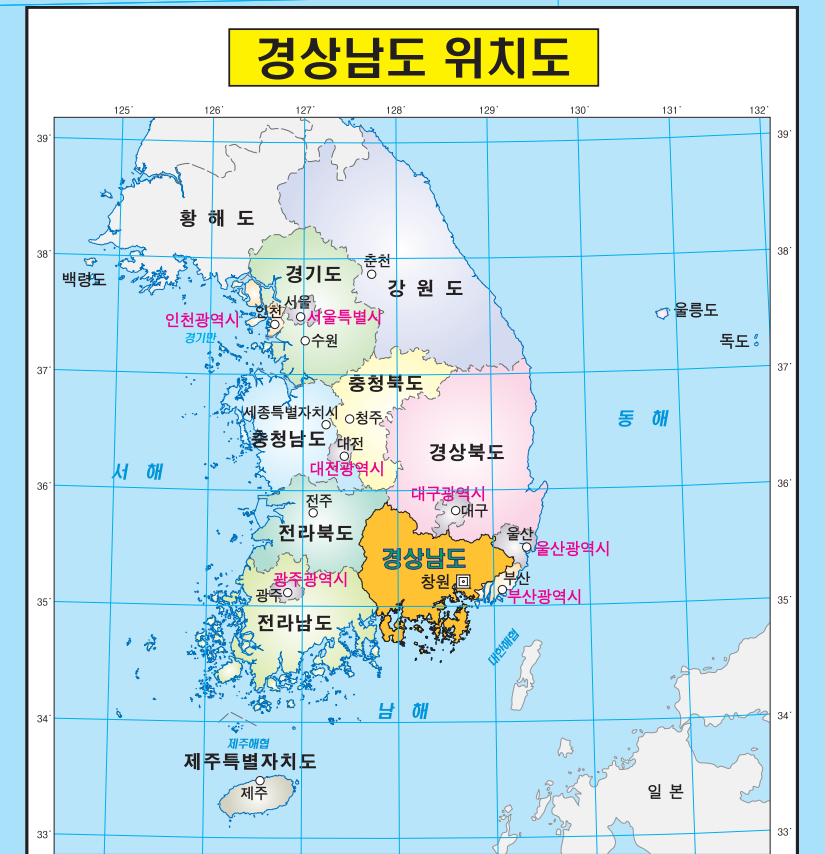 경상남도 위치도
125° 126° 127° 128° 129° 130° 131° 132°
39° 39°
황 해 도
38° 38°
백령도
춘천
경기도
강 원 도
서울
인천
인천광역시
서울특별시
울릉도
경기만
수원
독도
37° 37°
충청북도
세종특별자치시
청주
동 해
충청남도
대전
경상북도
대전광역시
서 해
36° 36°
대구광역시
전주
대구
전라북도
울산
울산광역시
경상남도
광주광역시
창원
부산
광주
부산광역시
35° 35°
전라남도
대한해협
남 해
34° 34°
제주해협
제주특별자치도
제주
일 본
33° 33°